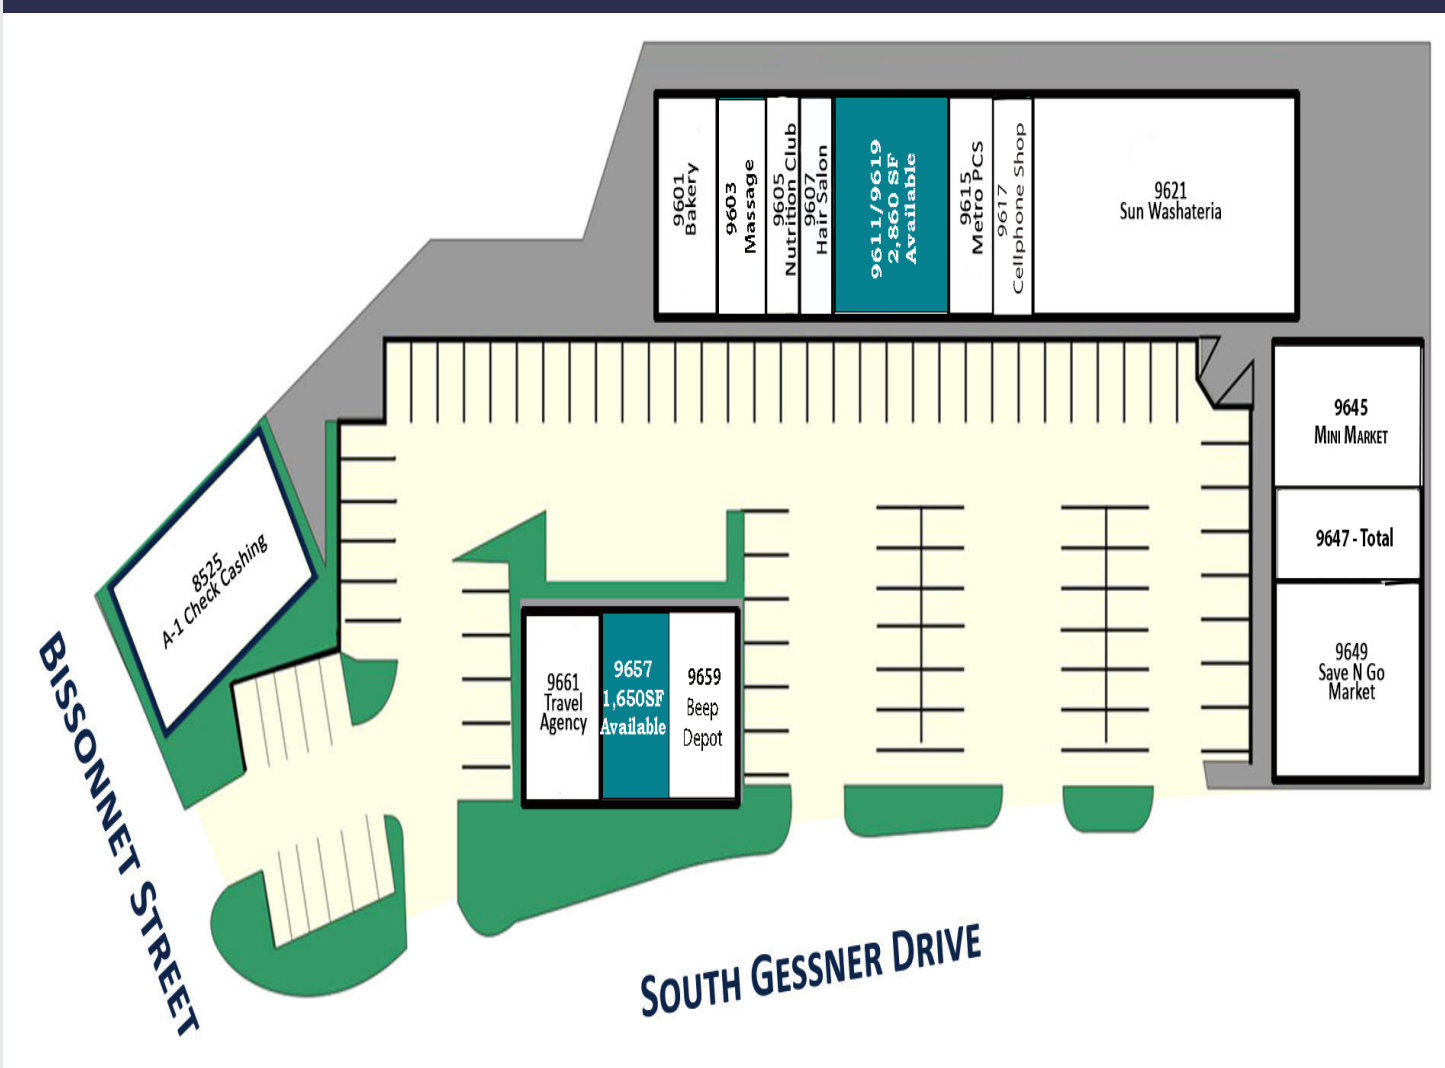 9601
Bakery
9603
Massage
9605
Nutrition Club
9607
Hair Salon
9611/9619
2,860 SF
Available
9615
Metro PCS
9617
Cellphone Shop
9621
Sun Washateria
9645
MINI MARKET
9647 - Total
9649
Save N Go
Market
8525
A-1 Check Cashing
9661
Travel
Agency
9657
1,650SF
Available
9659
Beep
Depot
BISSONNET STREET
SOUTH GESSNER DRIVE